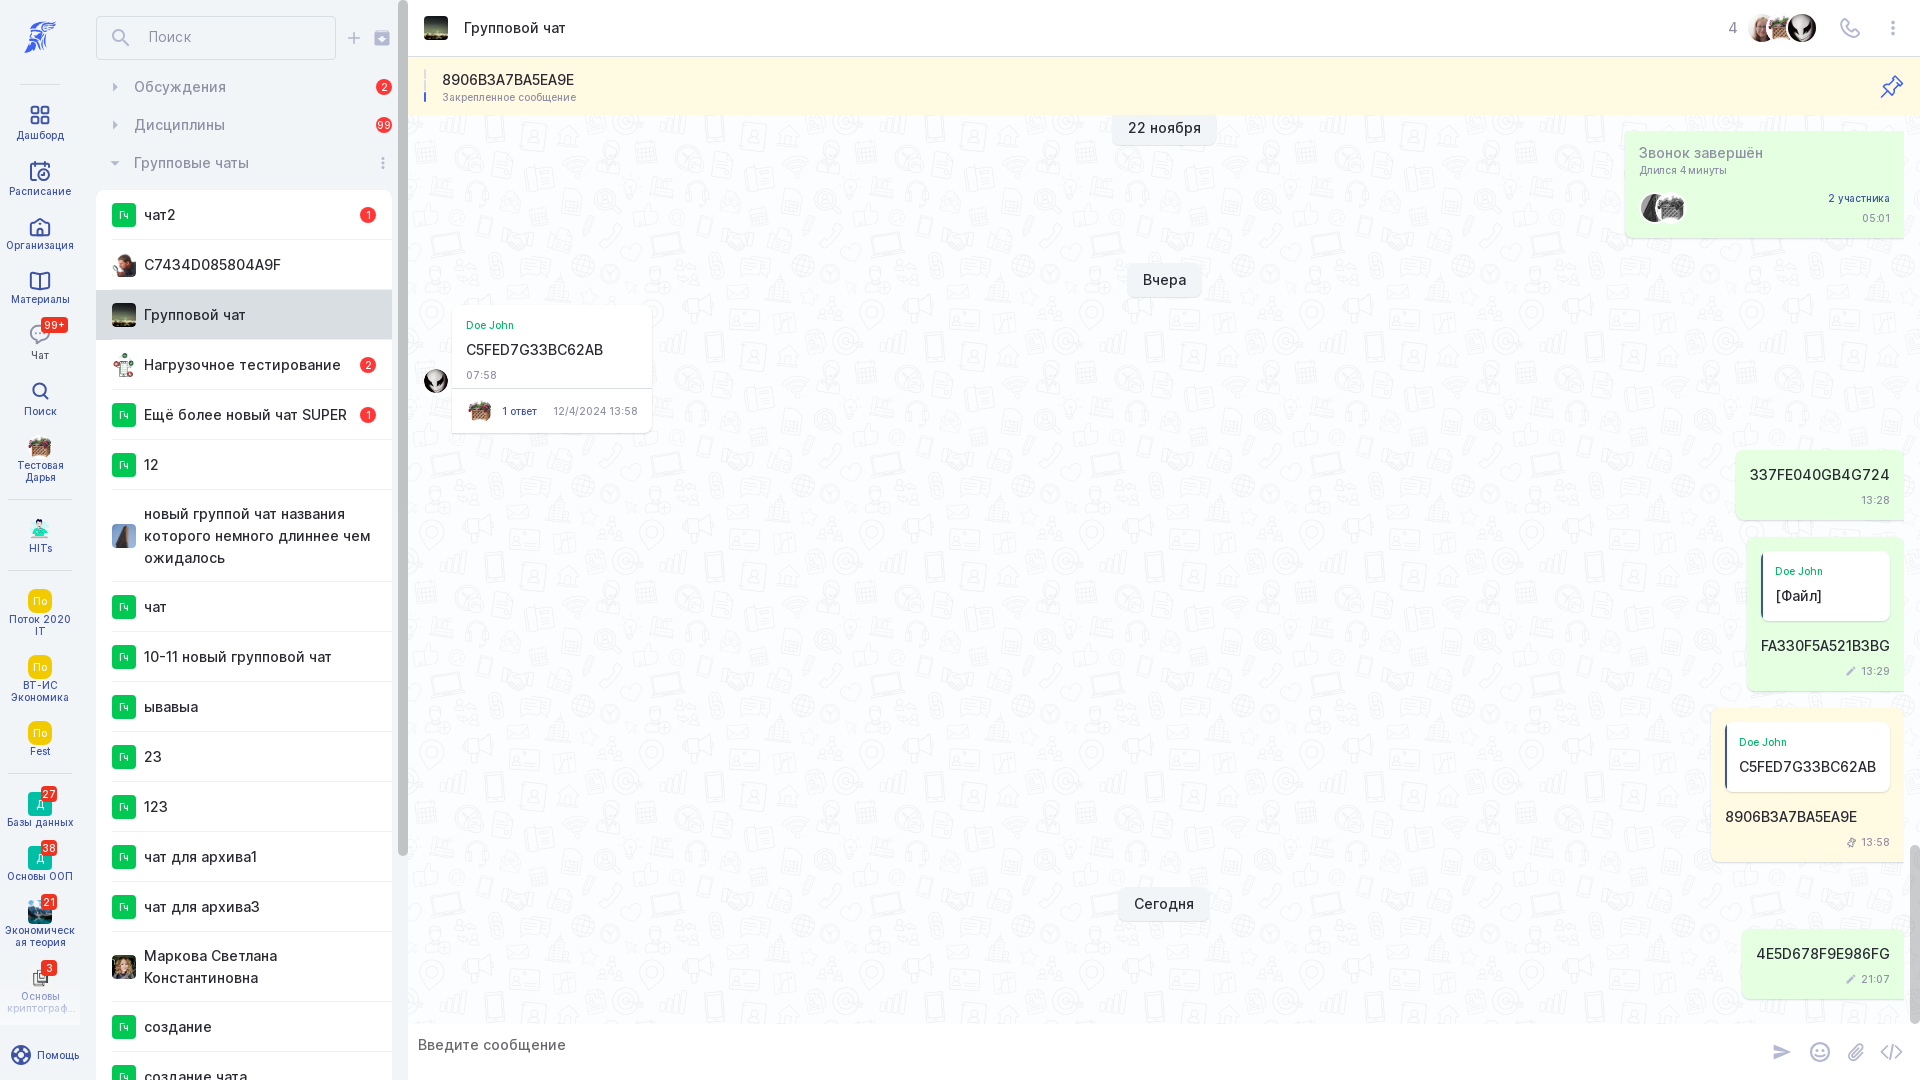 Дашборд
Расписание
Организация
Материалы
99+
Чат
Поиск
Тестовая
Дарья
HITs
По
Поток 2020
IT
По
ВТ-ИС
Экономика
По
Fest
27
Д
Базы данных
38
Д
Основы ООП
21
Экономическ
ая теория
3
Основы
криптограф...
Помощь
Поиск
Обсуждения
2
Дисциплины
99
Групповые чаты
Гч
чат2
1
C7434D085804A9F
Групповой чат
Нагрузочное тестирование
2
Гч
Ещё более новый чат SUPER
1
Гч
12
новый группой чат названия
которого немного длиннее чем
ожидалось
Гч
чат
Гч
10-11 новый групповой чат
Гч
ывавыа
Гч
23
Гч
123
Гч
чат для архива1
Гч
чат для архива3
Маркова Светлана
Константиновна
Гч
создание
Гч
создание чата
Групповой чат
4
8906B3A7BA5EA9E
Закрепленное сообщение
22 ноября
Звонок завершён
Длился 4 минуты
2 участника
05:01
Вчера
Doe John
C5FED7G33BC62AB
07:58
1 ответ
12/4/2024 13:58
337FE040GB4G724
13:28
Doe John
[Файл]
FA330F5A521B3BG
13:29
Doe John
C5FED7G33BC62AB
8906B3A7BA5EA9E
13:58
Сегодня
4E5D678F9E986FG
21:07
Введите сообщение